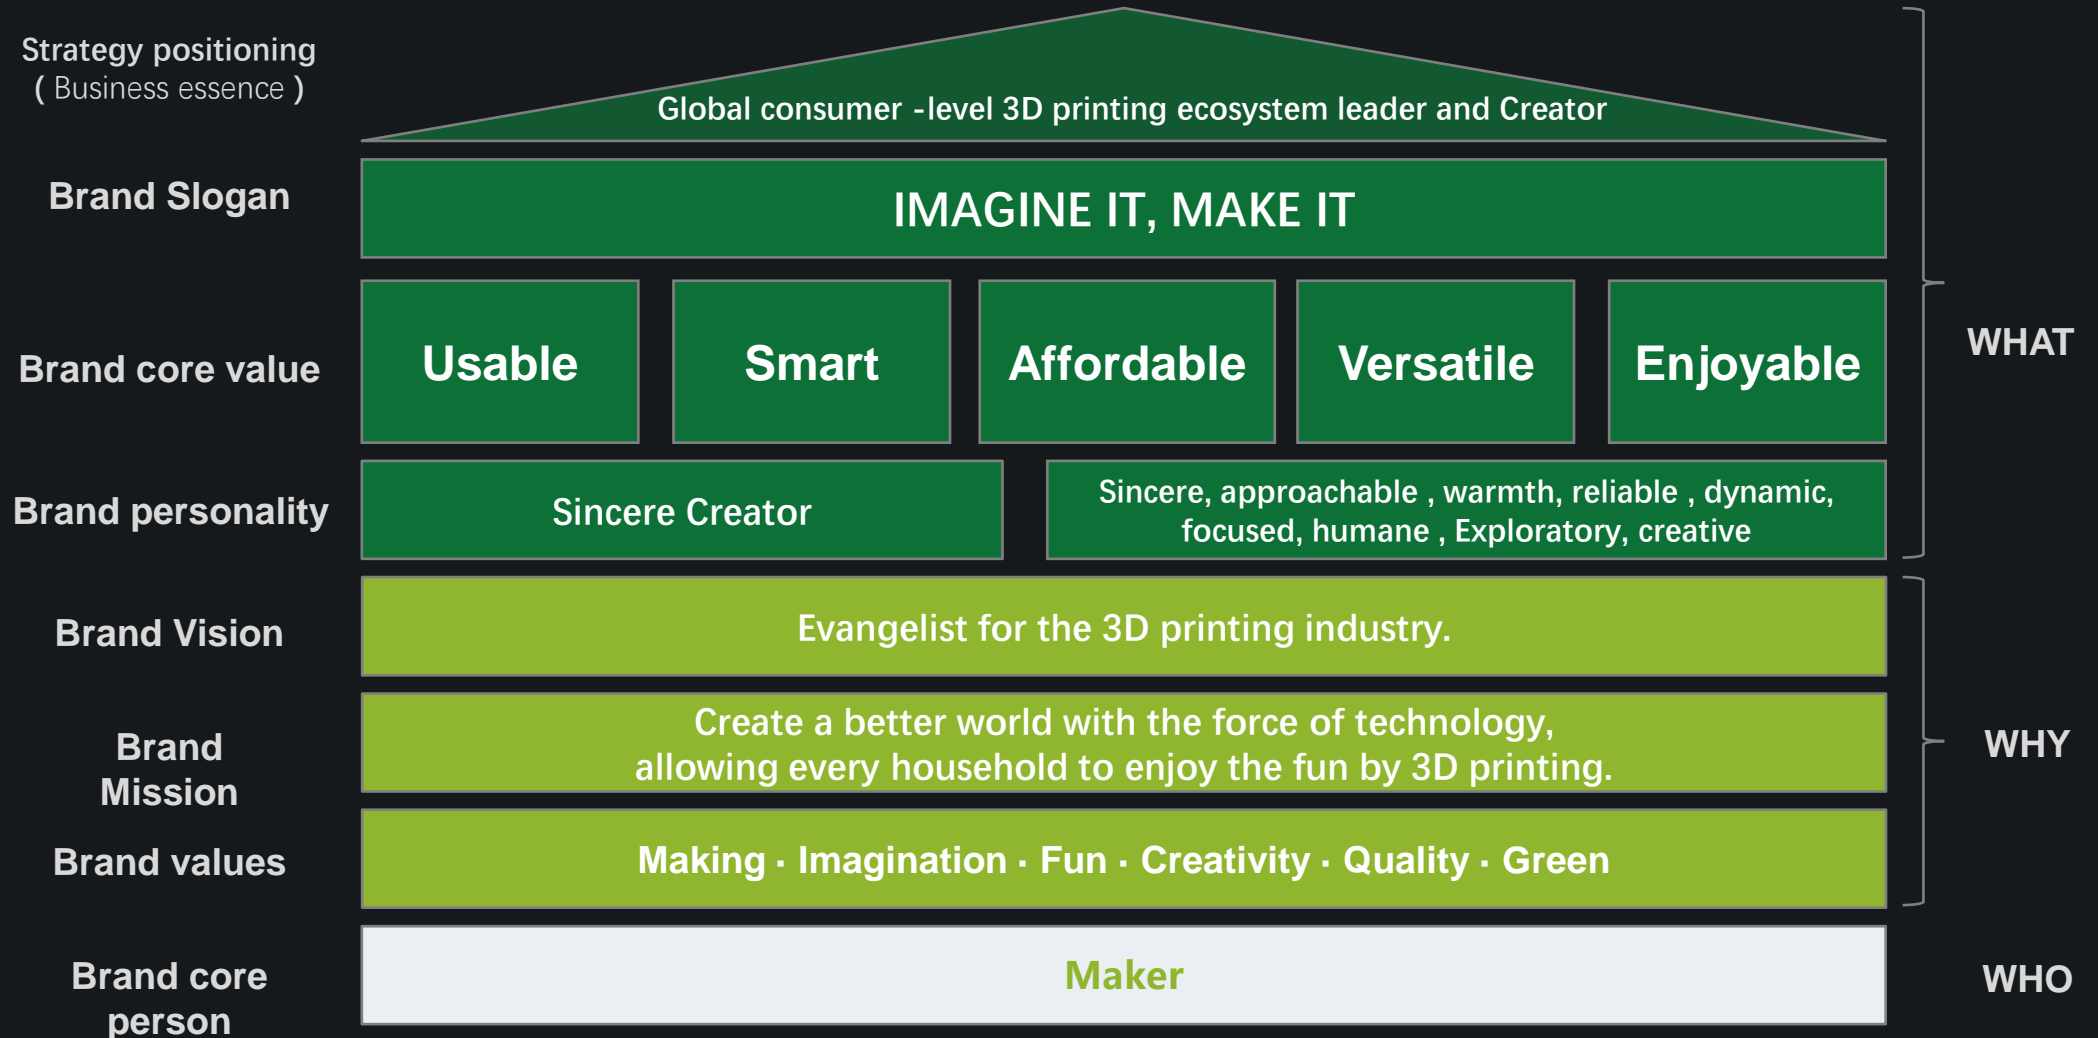 Strategy positioning
( Business essence )
Global consumer -level 3D printing ecosystem leader and Creator
Brand Slogan
IMAGINE IT, MAKE IT
Brand core value
Usable
Smart
Affordable
Versatile
Enjoyable
WHAT
Brand personality
Sincere Creator
Sincere, approachable , warmth, reliable , dynamic,
focused, humane , Exploratory, creative
Brand Vision
Evangelist for the 3D printing industry.
Brand
Mission
Create a better world with the force of technology,
allowing every household to enjoy the fun by 3D printing.
WHY
Brand values
Making · Imagination · Fun · Creativity · Quality · Green
Brand core
person
Maker
WHO